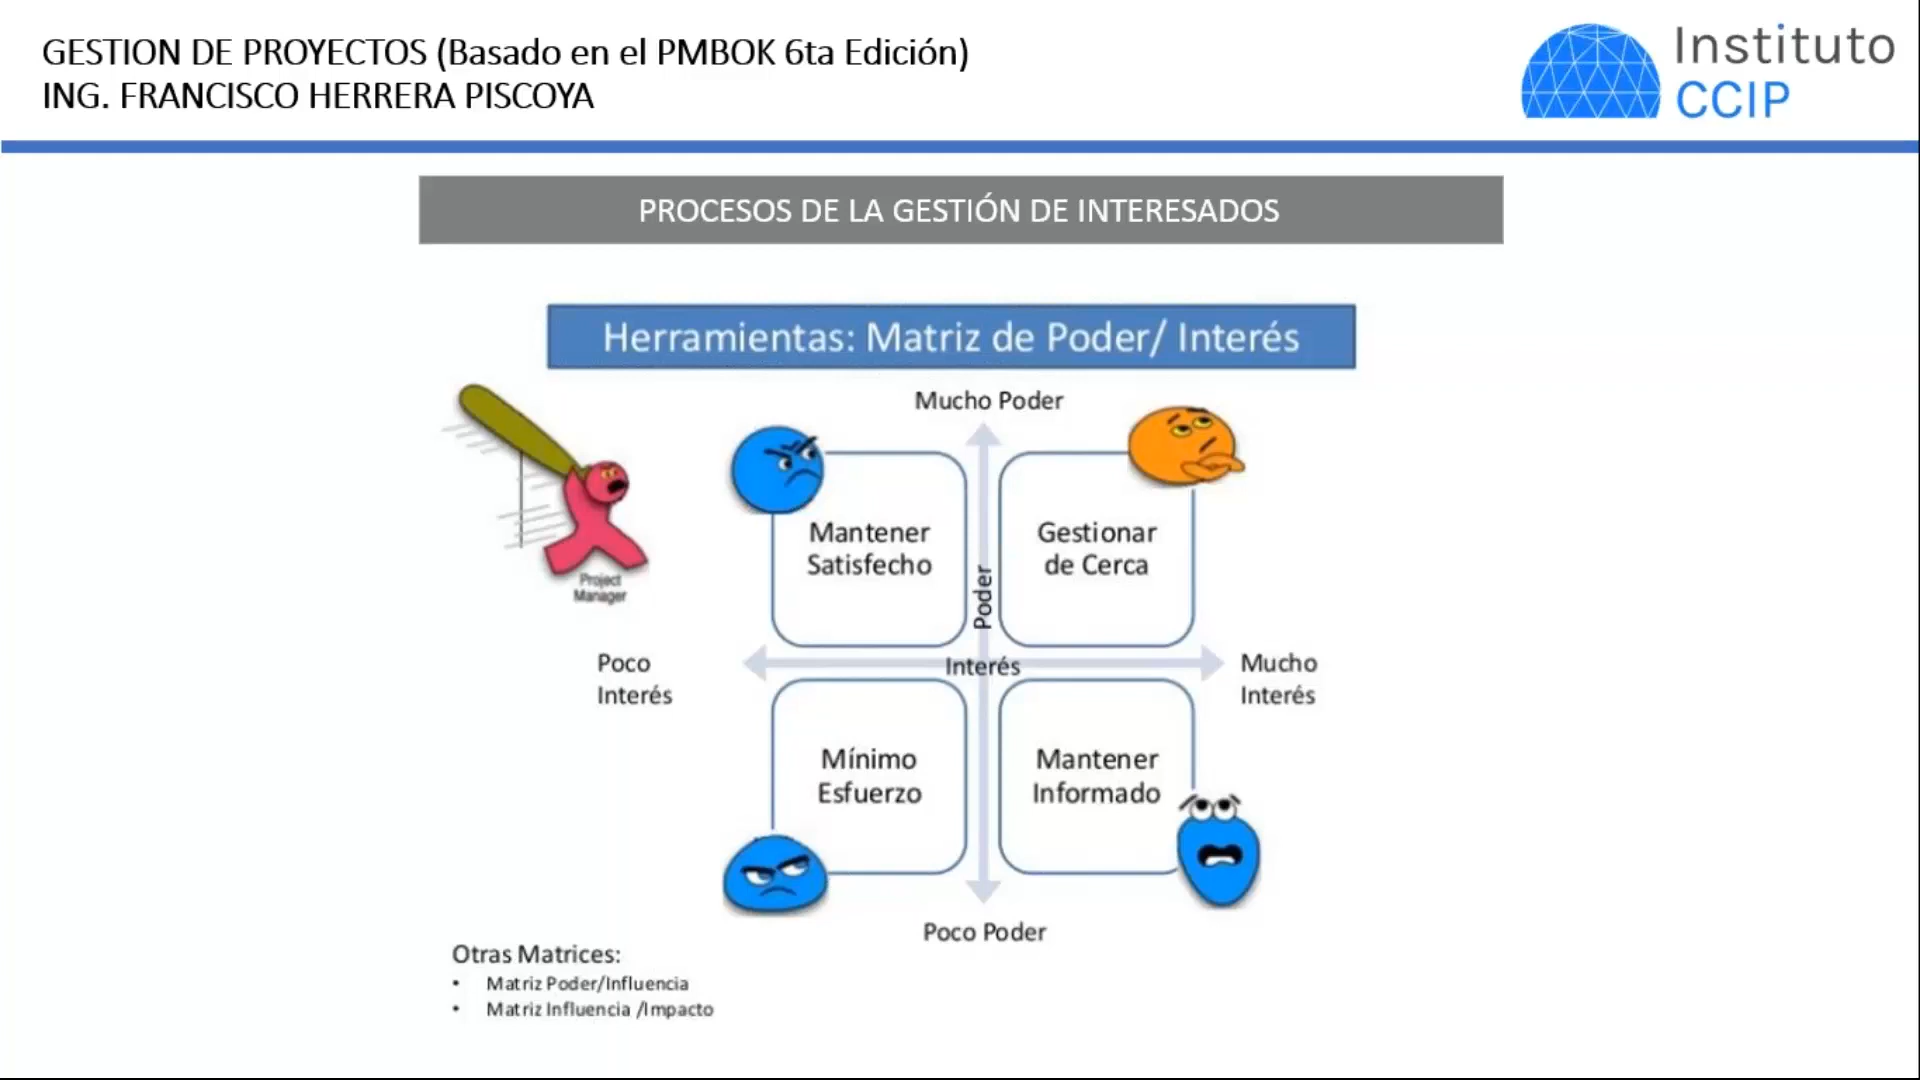 GESTION DE PROYECTOS (Basado en el PMBOK 6ta Edición)
ING. FRANCISCO HERRERA PISCOYA
Instituto
CCIP
PROCESOS DE LA GESTIÓN DE INTERESADOS
Herramientas: Matriz de Poder/ Interés
Mucho Poder
Project
Manager
Mantener
Satisfecho
Gestionar
de Cerca
Poder
Poco
Interés
Interés
Mucho
Interés
Mínimo
Esfuerzo
Mantener
Informado
Poco Poder
Otras Matrices:
• Matriz Poder/Influencia
• Matriz Influencia /Impacto